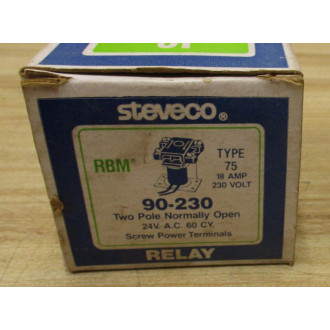 steveco®
RBM®
TYPE
75
18 AMP
230 VOLT
90-230
Two Pole Normally Open
24V. A.C. 60 CY.
Screw Power Terminals
RELAY